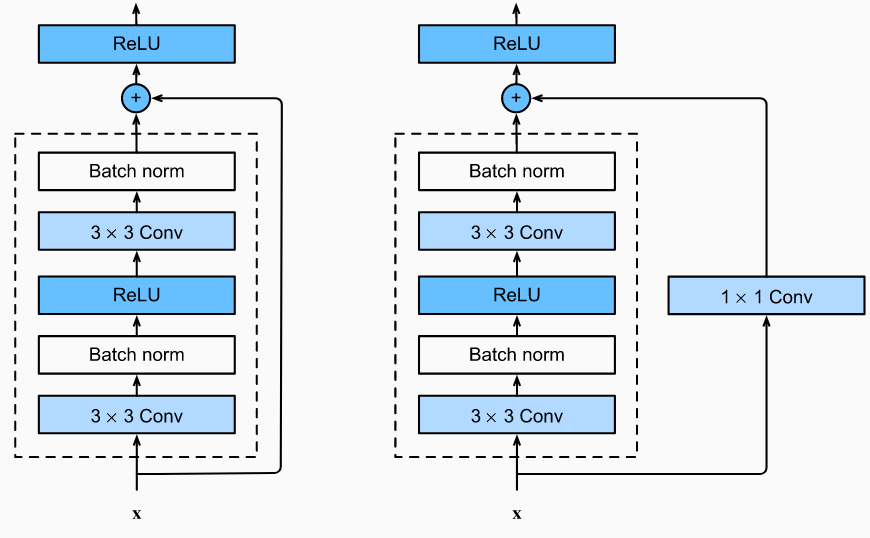 ReLU
+
Batch norm
3 × 3 Conv
ReLU
Batch norm
3 × 3 Conv
x
ReLU
+
Batch norm
3 × 3 Conv
ReLU
Batch norm
3 × 3 Conv
x
1 × 1 Conv